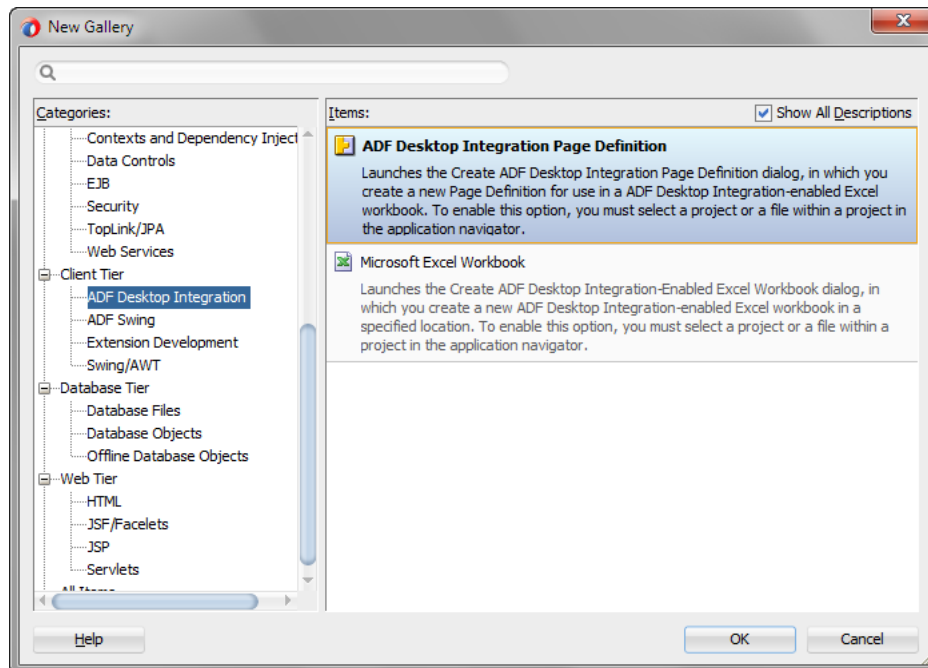 New Gallery
Categories:
Contexts and Dependency Inject
Data Controls
EJB
Security
TopLink/JPA
Web Services
Client Tier
ADF Desktop Integration
ADF Swing
Extension Development
Swing/AWT
Database Tier
Database Files
Database Objects
Offline Database Objects
Web Tier
HTML
JSF/Facelets
JSP
Servlets
All Items
Items:
Show All Descriptions
ADF Desktop Integration Page Definition
Launches the Create ADF Desktop Integration Page Definition dialog, in which you
create a new Page Definition for use in a ADF Desktop Integration-enabled Excel
workbook. To enable this option, you must select a project or a file within a project in
the application navigator.
Microsoft Excel Workbook
Launches the Create ADF Desktop Integration-Enabled Excel Workbook dialog, in
which you create a new ADF Desktop Integration-enabled Excel workbook in a
specified location. To enable this option, you must select a project or a file within a
project in the application navigator.
Help
OK
Cancel